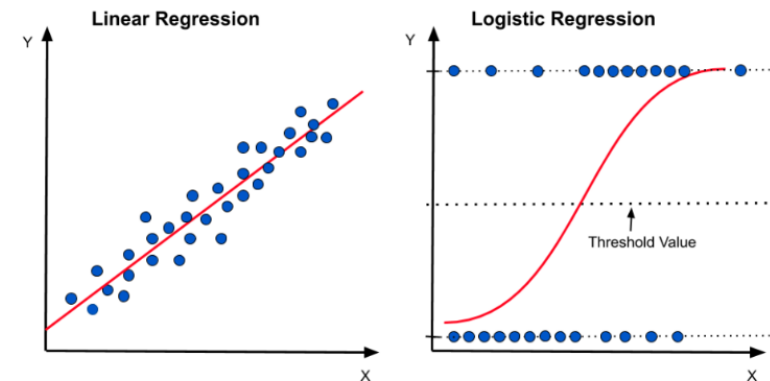 Linear Regression
Y
X
Logistic Regression
Y
Threshold Value
X